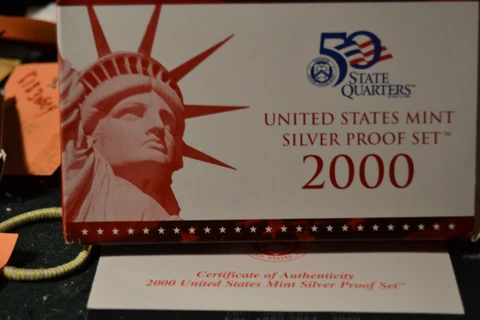 50
STATE
QUARTERS™
UNITED STATES MINT
SILVER PROOF SET™
2000
Certificate of Authenticity
2000 United States Mint Silver Proof Set™